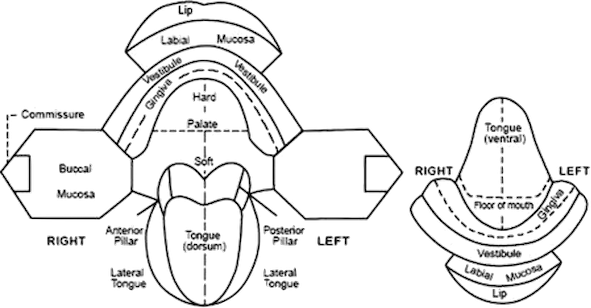 Lip
Labial Mucosa
Vestibule Vestibule
Gingiva
Hard
Commissure
Palate
Buccal
Mucosa
Soft
Anterior
Pillar
Tongue
(dorsum)
Posterior
Pillar
RIGHT
LEFT
Lateral
Tongue
Lateral
Tongue
Tongue
(ventral)
RIGHT
LEFT
Floor of mouth
Gingiva
Vestibule
Labial Mucosa
Lip